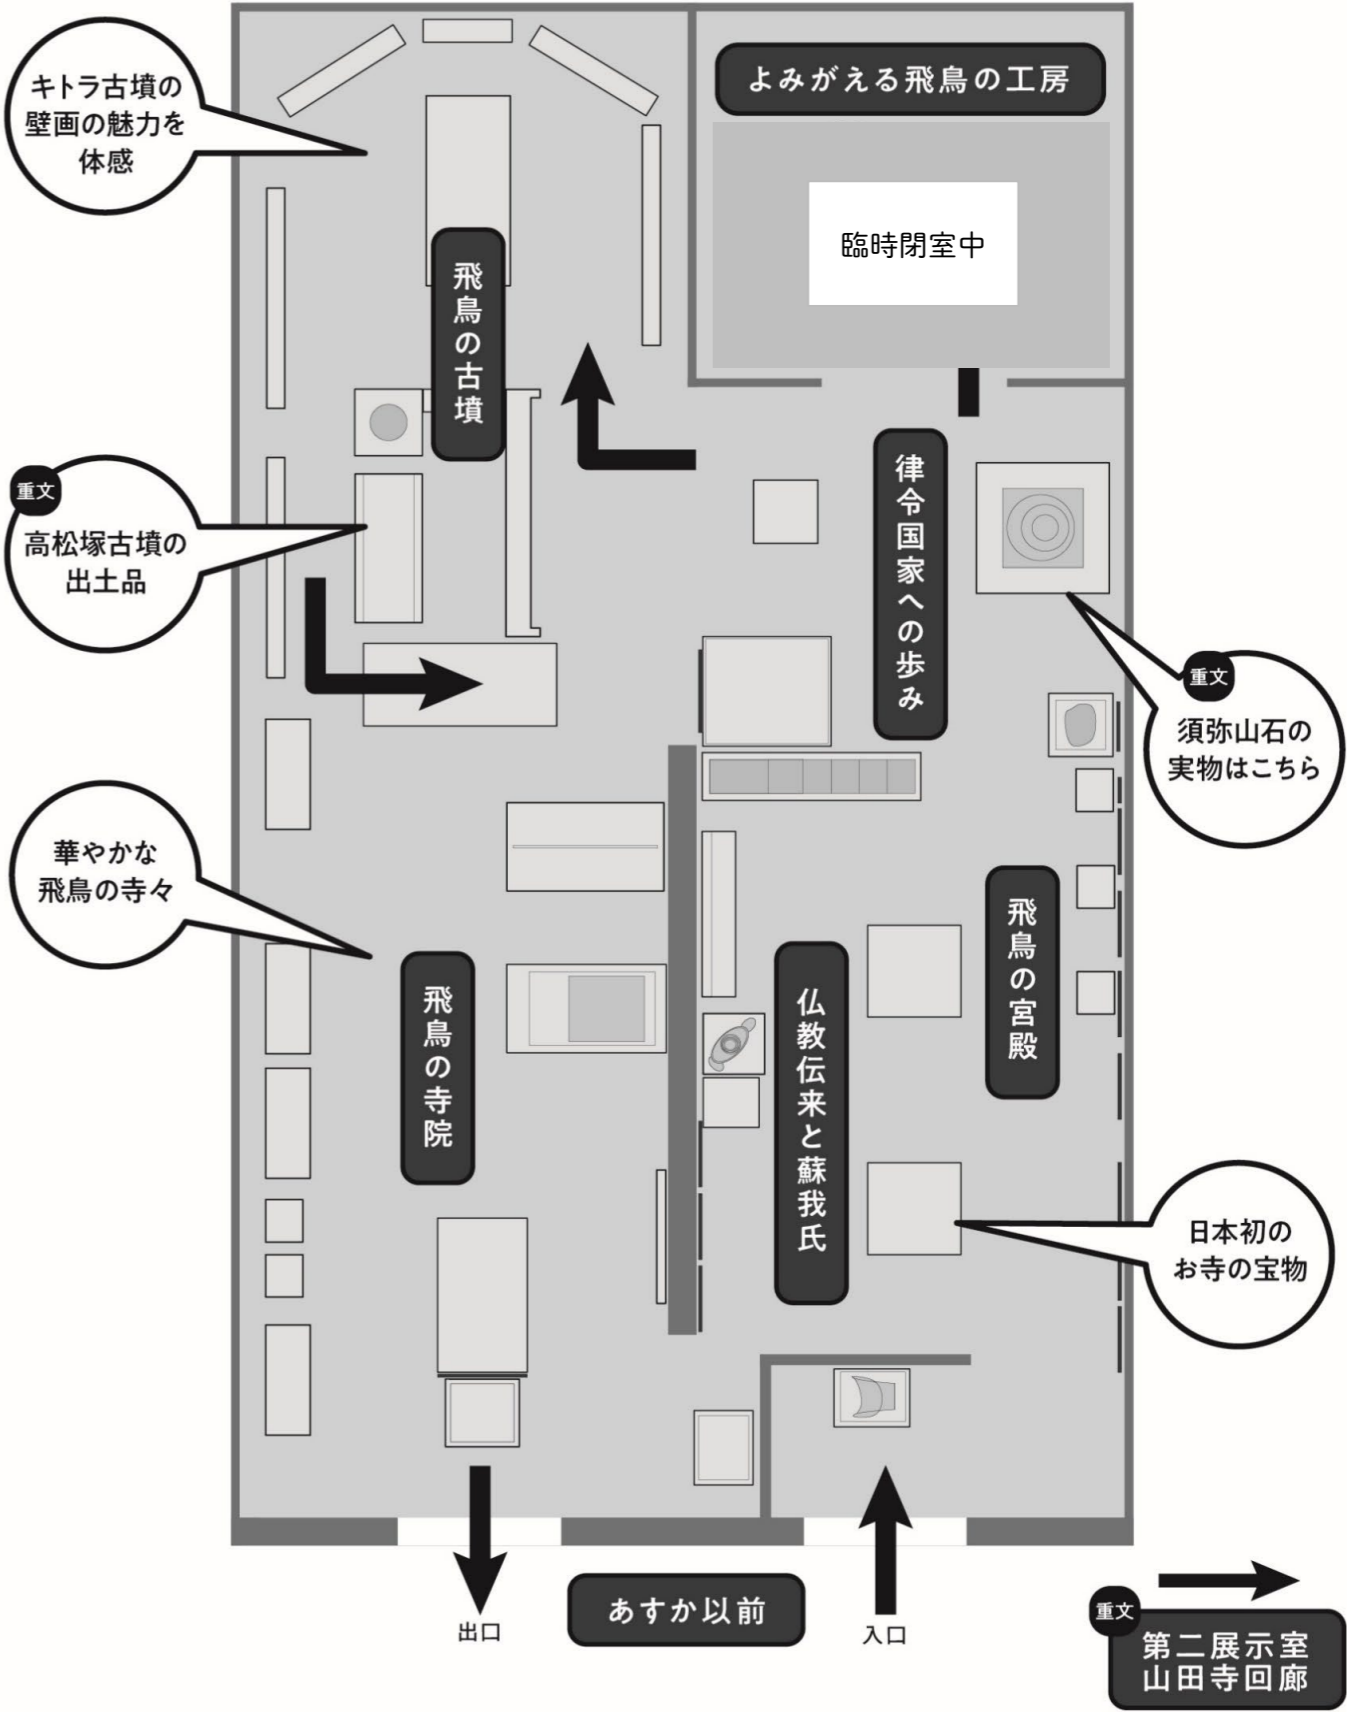 よみがえる飛鳥の工房
臨時閉室中
キトラ古墳の
壁画の魅力を
体感
飛鳥の古墳
律令国家への歩み
重文
高松塚古墳の
出土品
重文
須弥山石の
実物はこちら
華やかな
飛鳥の寺々
飛鳥の宮殿
飛鳥の寺院
仏教伝来と蘇我氏
日本初の
お寺の宝物
出口
あすか以前
入口
重文
第二展示室
山田寺回廊